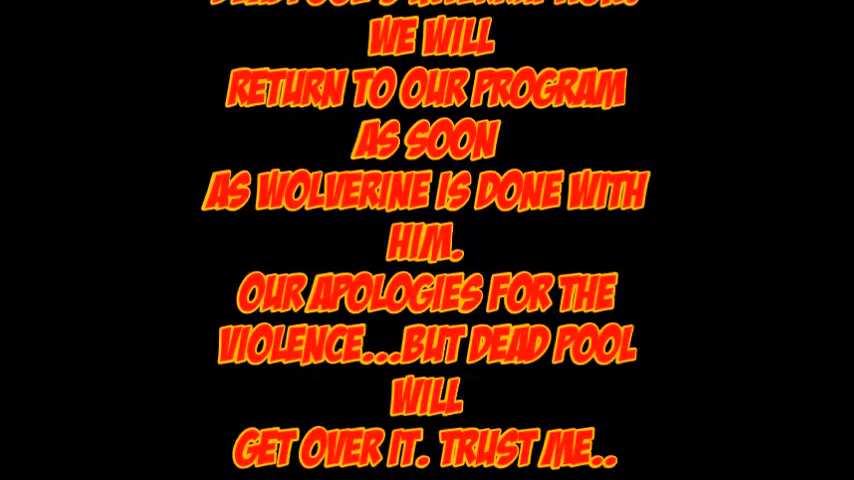 WE WILL
RETURN TO OUR PROGRAM
AS SOON
AS WOLVERINE IS DONE WITH
HIM.
OUR APOLOGIES FOR THE
VIOLENCE...BUT DEAD POOL
WILL
GET OVER IT. TRUST ME..